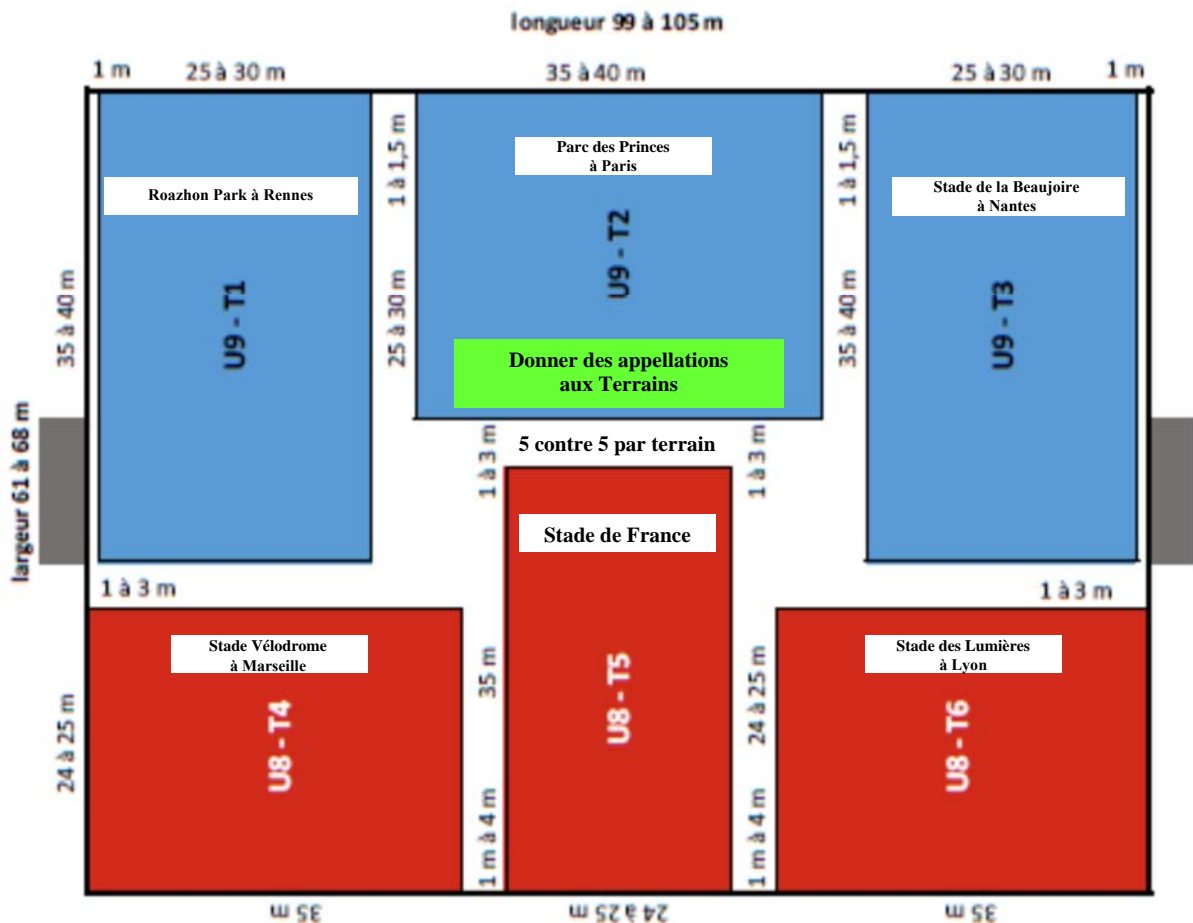 longueur 99 à 105 m
1 m
25 à 30 m
35 à 40 m
25 à 30 m
1 m
Roazhon Park à Rennes
1 à 1,5 m
Parc des Princes
à Paris
1 à 1,5 m
Stade de la Beaujoire
à Nantes
35 à 40 m
U9 - T1
25 à 30 m
U9 - T2
35 à 40 m
U9 - T3
Donner des appellations
aux Terrains
largeur 61 à 68 m
1 à 3 m
5 contre 5 par terrain
1 à 3 m
Stade de France
1 à 3 m
1 à 3 m
Stade Vélodrome
à Marseille
Stade des Lumières
à Lyon
24 à 25 m
U8 - T4
35 m
U8 - T5
24 à 25 m
U8 - T6
1 m à 4 m
1 m à 4 m
35 m
24 à 25 m
35 m